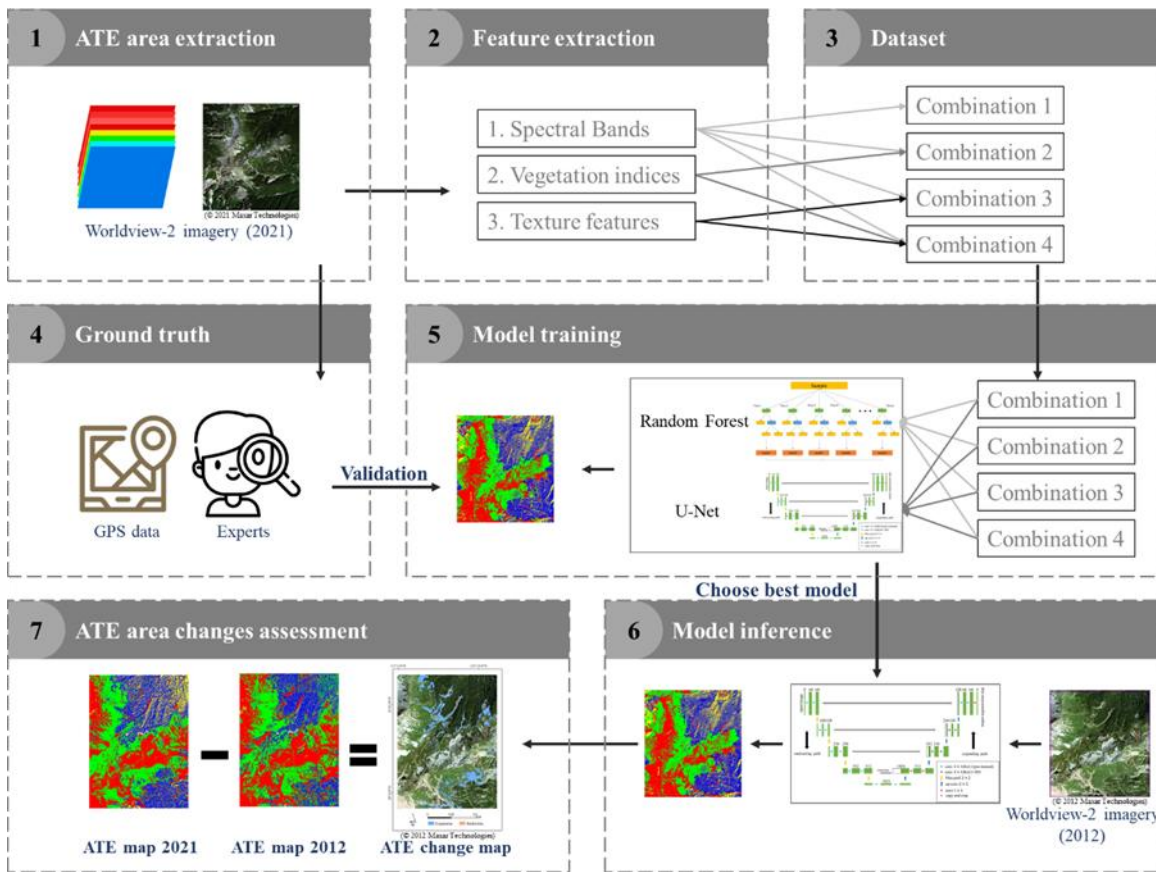 1 ATE area extraction
(© 2021 Maxar Technologies)
Worldview-2 imagery (2021)
2 Feature extraction
1. Spectral Bands
2. Vegetation indices
3. Texture features
3 Dataset
Combination 1
Combination 2
Combination 3
Combination 4
4 Ground truth
GPS data
Experts
Validation
5 Model training
Random Forest
U-Net
Combination 1
Combination 2
Combination 3
Combination 4
Choose best model
7 ATE area changes assessment
(© 2012 Maxar Technologies)
ATE map 2021
ATE map 2012
ATE change map
6 Model inference
(© 2012 Maxar Technologies)
Worldview-2 imagery
(2012)